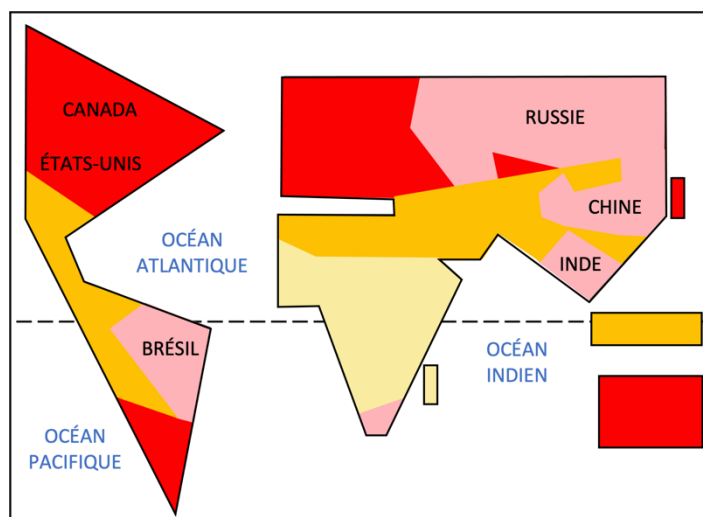 CANADA
ÉTATS-UNIS
RUSSIE
CHINE
INDE
OCÉAN
ATLANTIQUE
BRÉSIL
OCÉAN
INDIEN
OCÉAN
PACIFIQUE